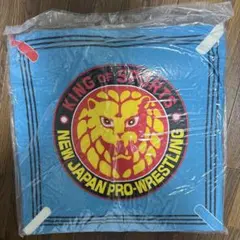 KING OF SPORTS
NEW JAPAN PRO-WRESTLING